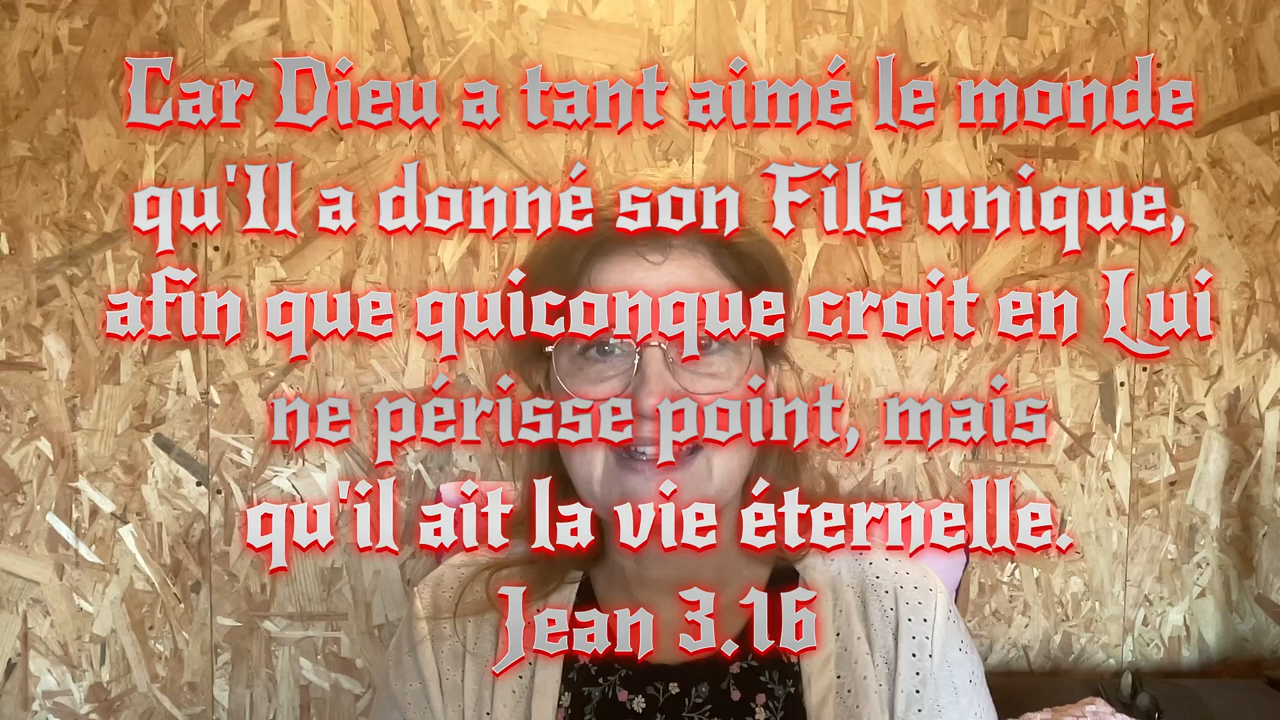 Car Dieu a tant aimé le monde
qu'Il a donné son Fils unique,
afin que quiconque croit en Lui
ne périsse point, mais
qu'il ait la vie éternelle.
Jean 3.16